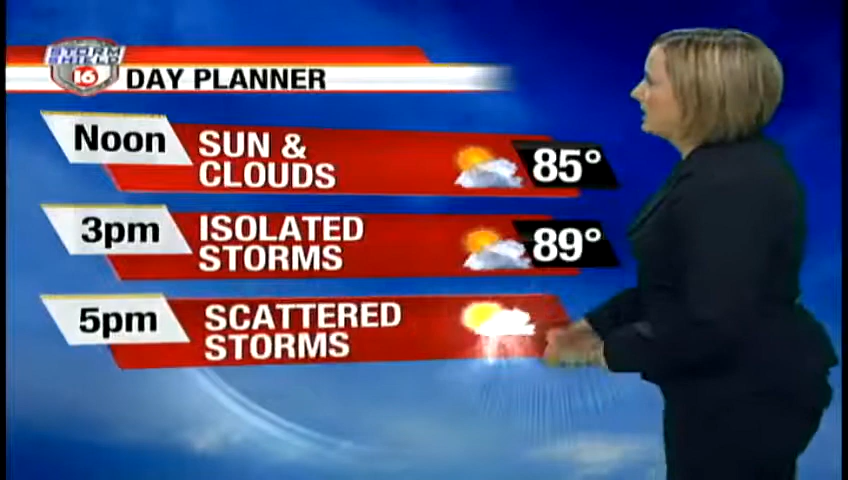 STORM
SHIELD
16
DAY PLANNER
Noon
SUN &
CLOUDS
85°
3pm
ISOLATED
STORMS
89°
5pm
SCATTERED
STORMS